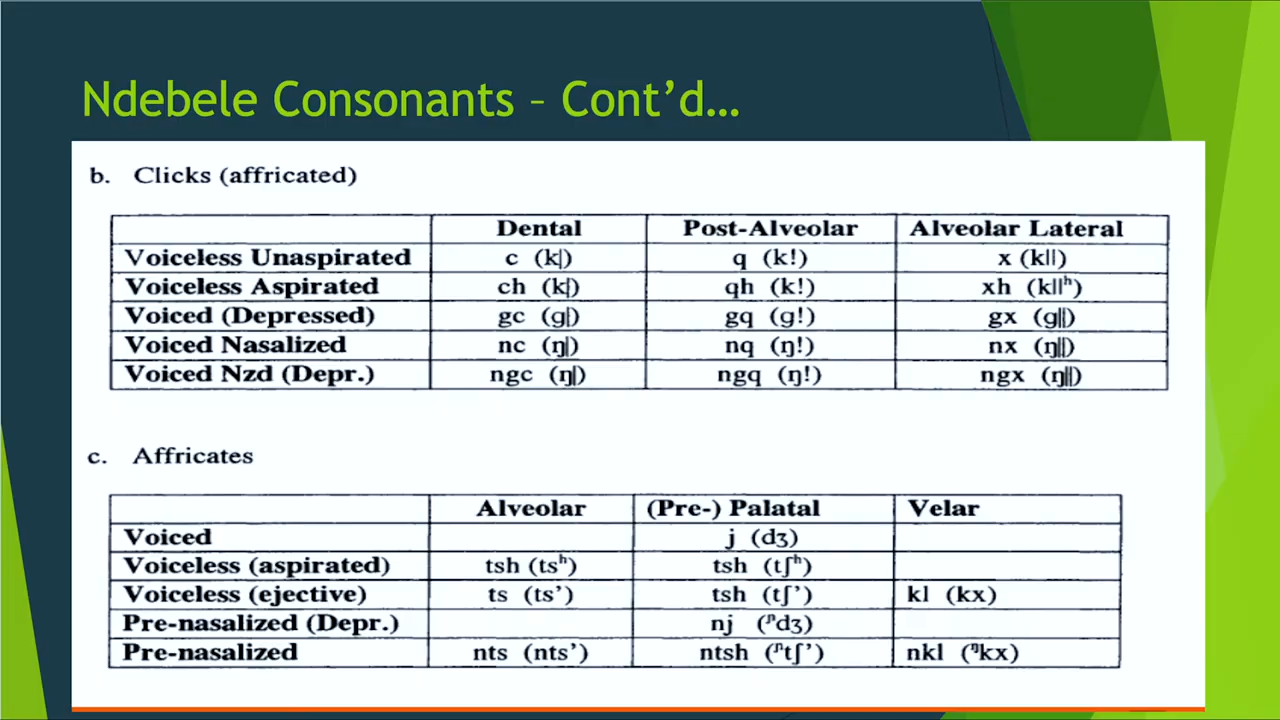 Ndebele Consonants – Cont’d…
b. Clicks (affricated)
Dental Post-Alveolar Alveolar Lateral
Voiceless Unaspirated c (k|) q (k!) x (k||)
Voiceless Aspirated ch (k|) qh (k!) xh (k||ʰ)
Voiced (Depressed) gc (g|) gq (g!) gx (g||)
Voiced Nasalized nc (ŋ|) nq (ŋ!) nx (ŋ||)
Voiced Nzd (Depr.) ngc (ŋ|) ngq (ŋ!) ngx (ŋ||)
c. Affricates
Alveolar (Pre-) Palatal Velar
Voiced j (dʒ)
Voiceless (aspirated) tsh (tsʰ) tsh (tʃʰ)
Voiceless (ejective) ts (ts’) tsh (tʃ’) kl (kx)
Pre-nasalized (Depr.) nj (ᶮdʒ)
Pre-nasalized nts (nts’) ntsh (ᶮtʃ’) nkl (ᵑkx)